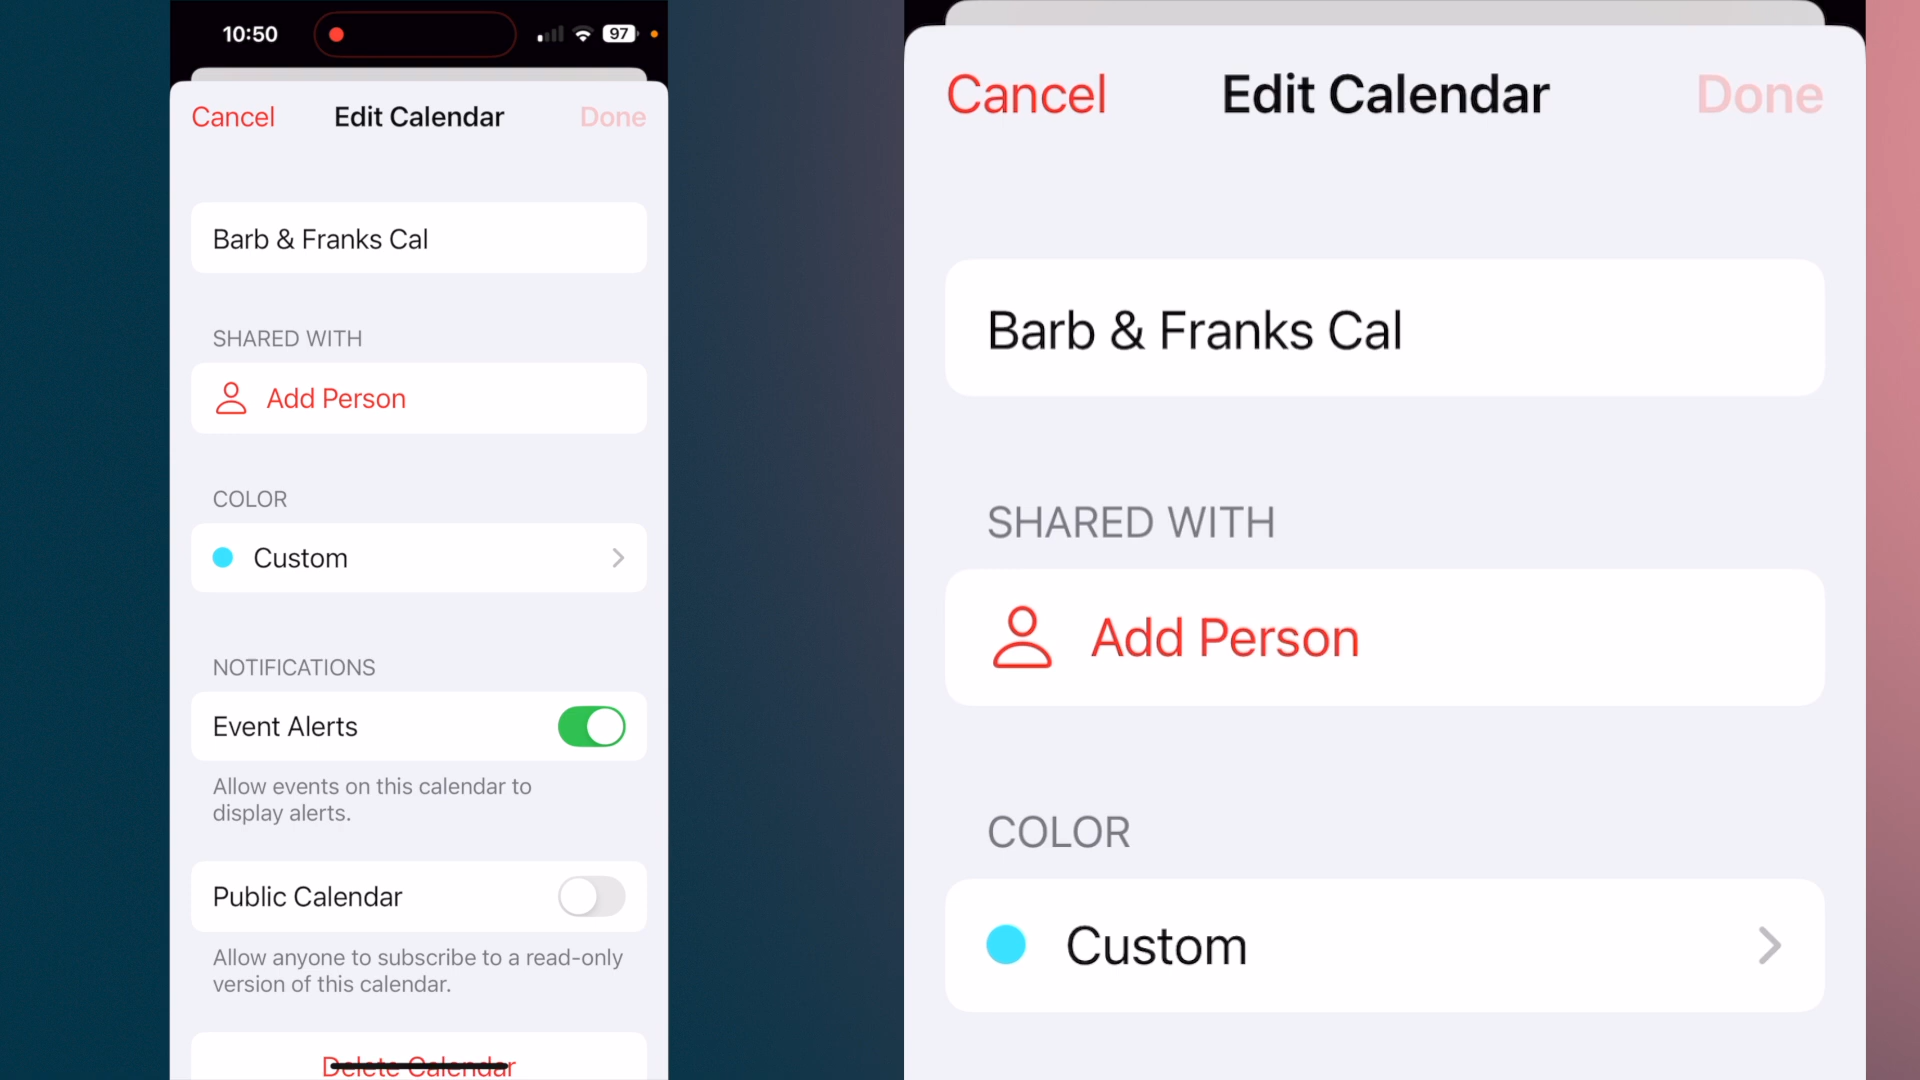 10:50
97
Cancel
Edit Calendar
Done
Barb & Franks Cal
SHARED WITH
Add Person
COLOR
Custom
NOTIFICATIONS
Event Alerts
Allow events on this calendar to
display alerts.
Public Calendar
Allow anyone to subscribe to a read-only
version of this calendar.
Delete Calendar
Cancel
Edit Calendar
Done
Barb & Franks Cal
SHARED WITH
Add Person
COLOR
Custom